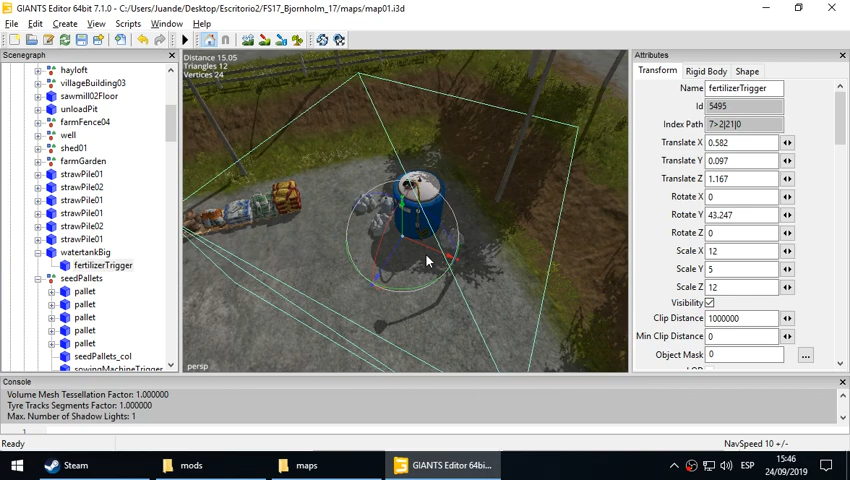 GIANTS Editor 64bit 7.1.0 - C:/Users/Juande/Desktop/Escritorio2/FS17_Bjornholm_17/maps/map01.i3d
File Edit View Create Scripts Window Help
Scenegraph
hayloft
villageBuilding03
sawmill02Floor
unloadPit
farmFence04
well
shed01
farmGarden
strawPile01
strawPile02
strawPile01
strawPile01
strawPile02
strawPile01
watertankBig
fertilizerTrigger
seedPallets
pallet
pallet
pallet
pallet
pallet
seedPallets_col
sowingMachineTrigger
Distance 15.05
Triangles 12
Vertices 24
persp
Attributes
Transform Rigid Body Shape
Name fertilizerTrigger
Id 5495
Index Path 7>2|21|0
Translate X 0.582
Translate Y 0.097
Translate Z 1.167
Rotate X 0
Rotate Y 43.247
Rotate Z 0
Scale X 12
Scale Y 5
Scale Z 12
Visibility
Clip Distance 1000000
Min Clip Distance 0
Object Mask 0 ...
LOD
Console
Volume Mesh Tessellation Factor: 1.000000
Tyre Tracks Segments Factor: 1.000000
Max. Number of Shadow Lights: 1
1
Ready NavSpeed 10 +/-
Steam mods maps GIANTS Editor 64bi... ESP 15:46
24/09/2019